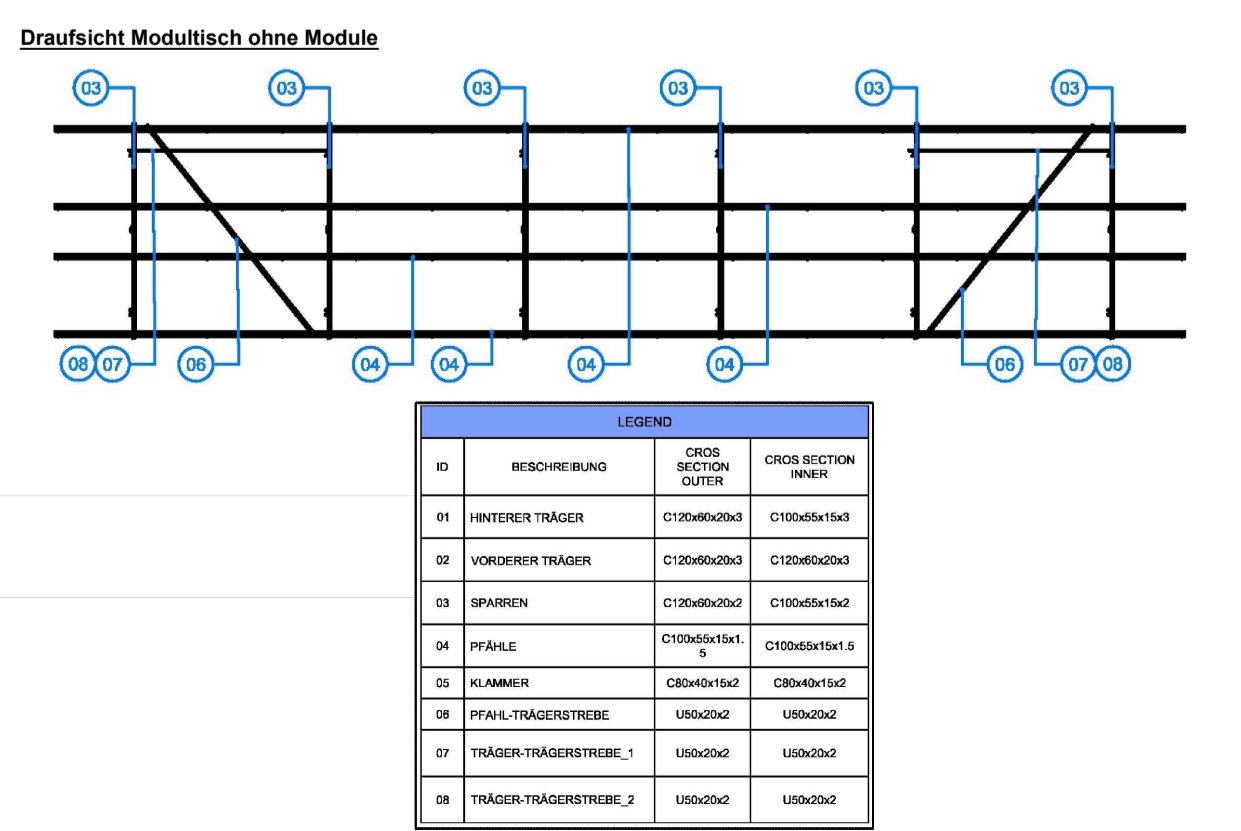 Draufsicht Modultisch ohne Module
03 03 03 03 03 03
08 07 06 04 04 04 04 06 07 08
LEGEND
ID BESCHREIBUNG CROS SECTION OUTER CROS SECTION INNER
01 HINTERER TRÄGER C120x60x20x3 C100x55x15x3
02 VORDERER TRÄGER C120x60x20x3 C120x60x20x3
03 SPARREN C120x60x20x2 C100x55x15x2
04 PFÄHLE C100x55x15x1.5 C100x55x15x1.5
05 KLAMMER C80x40x15x2 C80x40x15x2
06 PFAHL-TRÄGERSTREBE U50x20x2 U50x20x2
07 TRÄGER-TRÄGERSTREBE_1 U50x20x2 U50x20x2
08 TRÄGER-TRÄGERSTREBE_2 U50x20x2 U50x20x2